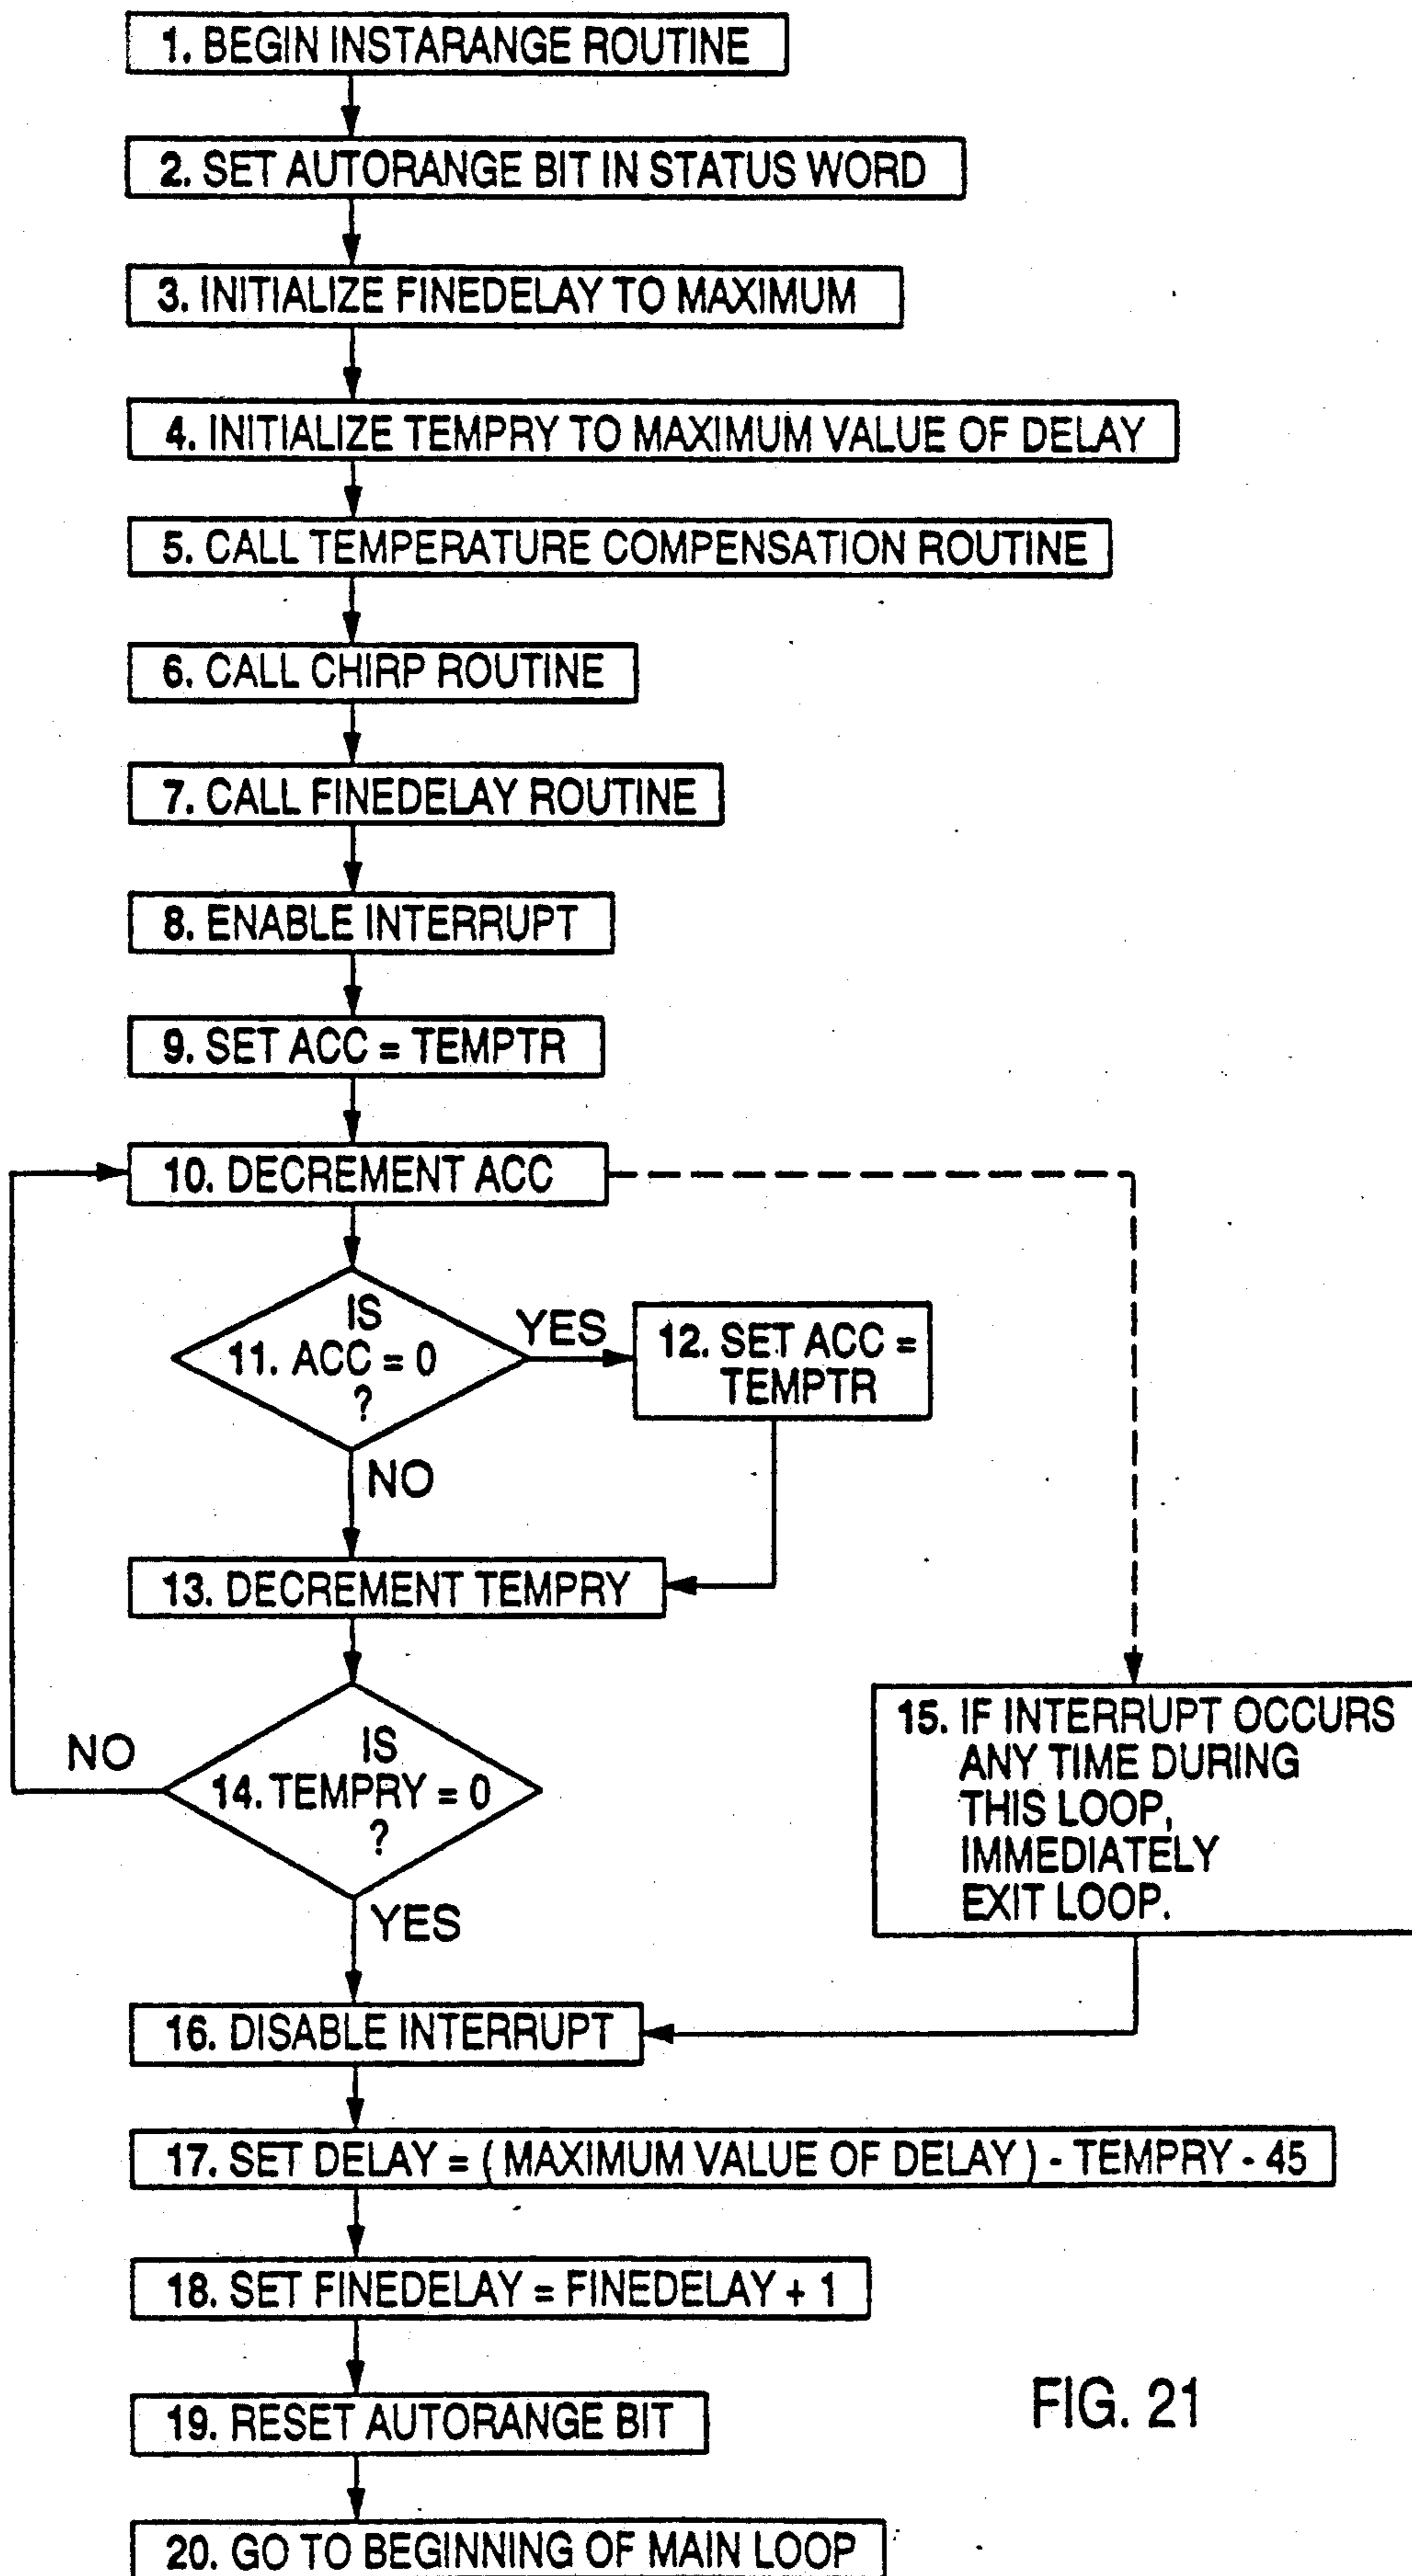 1. BEGIN INSTARANGE ROUTINE
2. SET AUTORANGE BIT IN STATUS WORD
3. INITIALIZE FINEDELAY TO MAXIMUM
4. INITIALIZE TEMPRY TO MAXIMUM VALUE OF DELAY
5. CALL TEMPERATURE COMPENSATION ROUTINE
6. CALL CHIRP ROUTINE
7. CALL FINEDELAY ROUTINE
8. ENABLE INTERRUPT
9. SET ACC = TEMPTR
10. DECREMENT ACC
IS
11. ACC = 0
?
YES
12. SET ACC =
TEMPTR
NO
13. DECREMENT TEMPRY
IS
14. TEMPRY = 0
?
NO
YES
15. IF INTERRUPT OCCURS
ANY TIME DURING
THIS LOOP,
IMMEDIATELY
EXIT LOOP.
16. DISABLE INTERRUPT
17. SET DELAY = ( MAXIMUM VALUE OF DELAY ) - TEMPRY - 45
18. SET FINEDELAY = FINEDELAY + 1
19. RESET AUTORANGE BIT
20. GO TO BEGINNING OF MAIN LOOP
FIG. 21